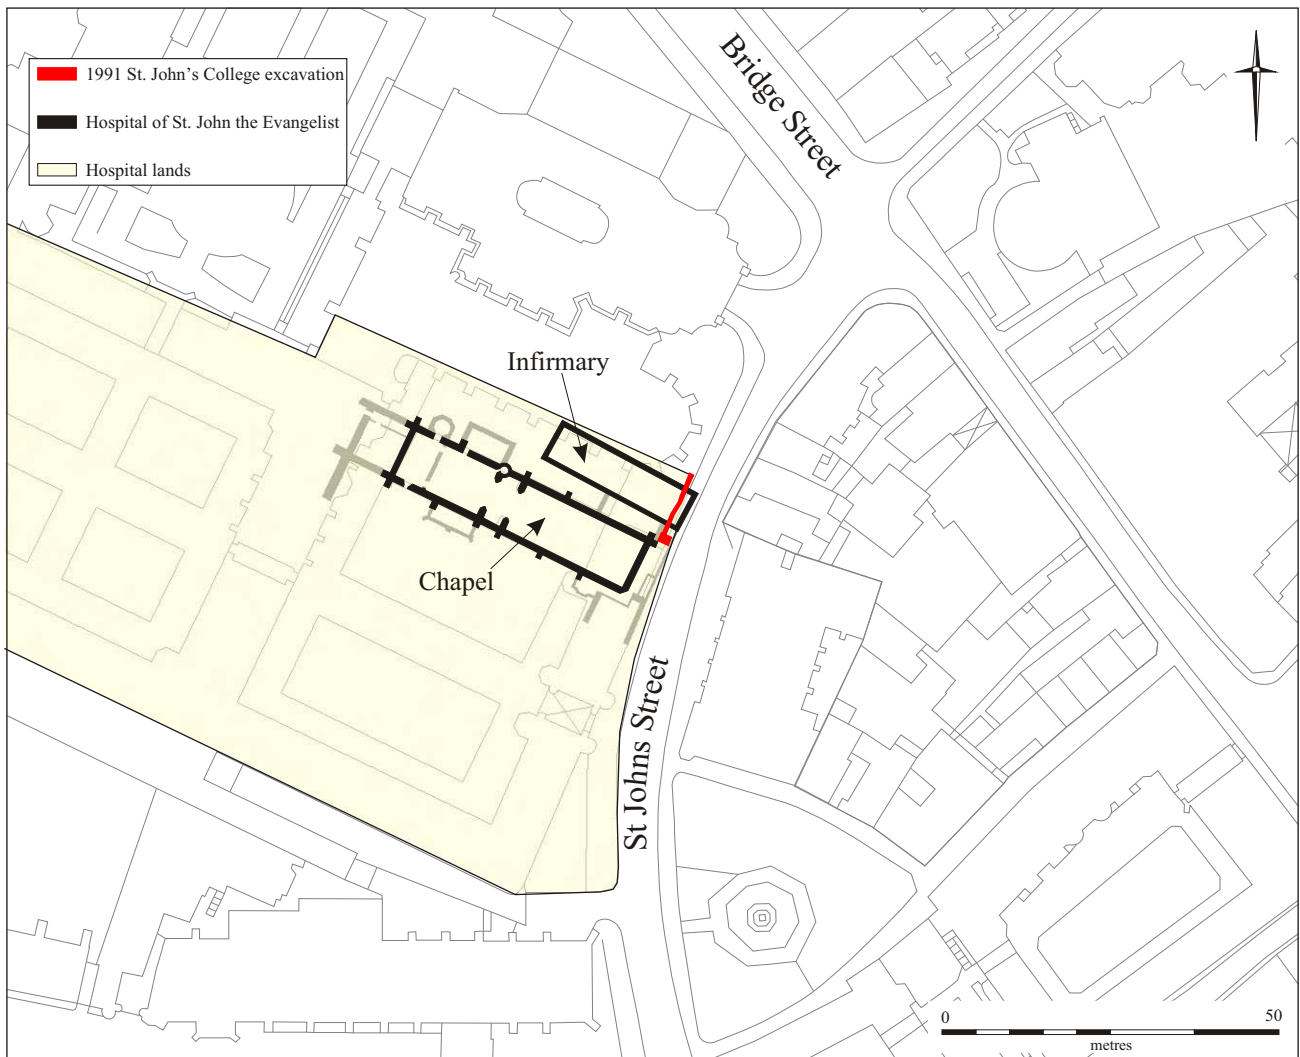 1991 St. John's College excavation
Hospital of St. John the Evangelist
Hospital lands
Bridge Street
Infirmary
Chapel
St Johns Street
0 50
metres